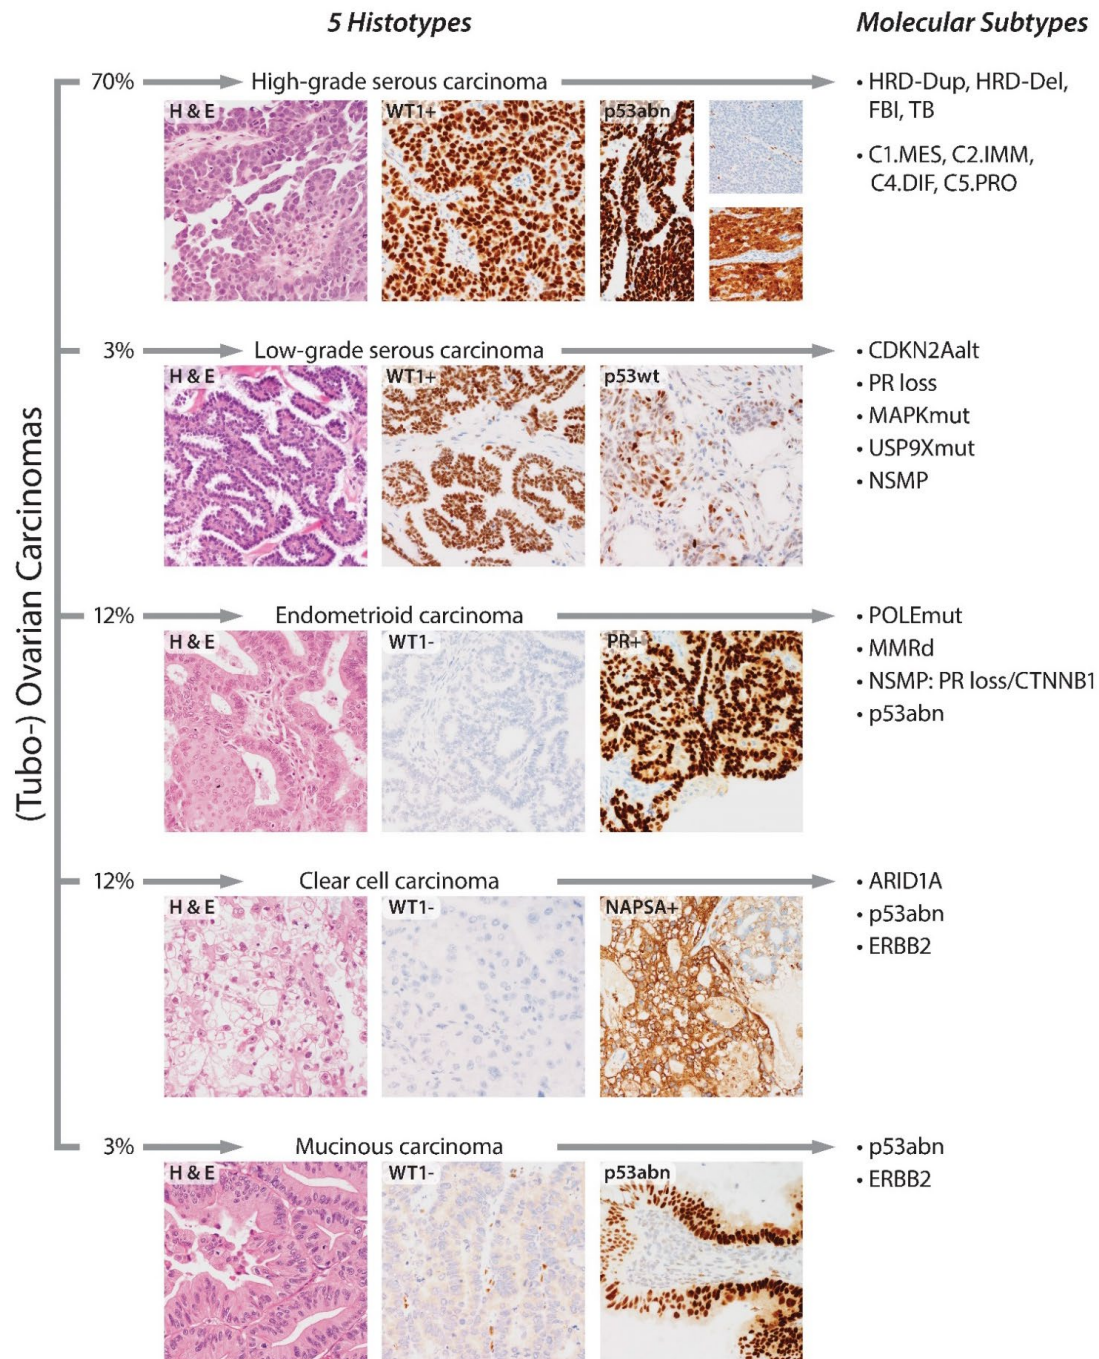 5 Histotypes
Molecular Subtypes
(Tubo-) Ovarian Carcinomas
70%
High-grade serous carcinoma
H & E
WT1+
p53abn
• HRD-Dup, HRD-Del,
FBI, TB
• C1.MES, C2.IMM,
C4.DIF, C5.PRO
3%
Low-grade serous carcinoma
H & E
WT1+
p53wt
• CDKN2Aalt
• PR loss
• MAPKmut
• USP9Xmut
• NSMP
12%
Endometrioid carcinoma
H & E
WT1-
PR+
• POLEmut
• MMRd
• NSMP: PR loss/CTNNB1
• p53abn
12%
Clear cell carcinoma
H & E
WT1-
NAPSA+
• ARID1A
• p53abn
• ERBB2
3%
Mucinous carcinoma
H & E
WT1-
p53abn
• p53abn
• ERBB2